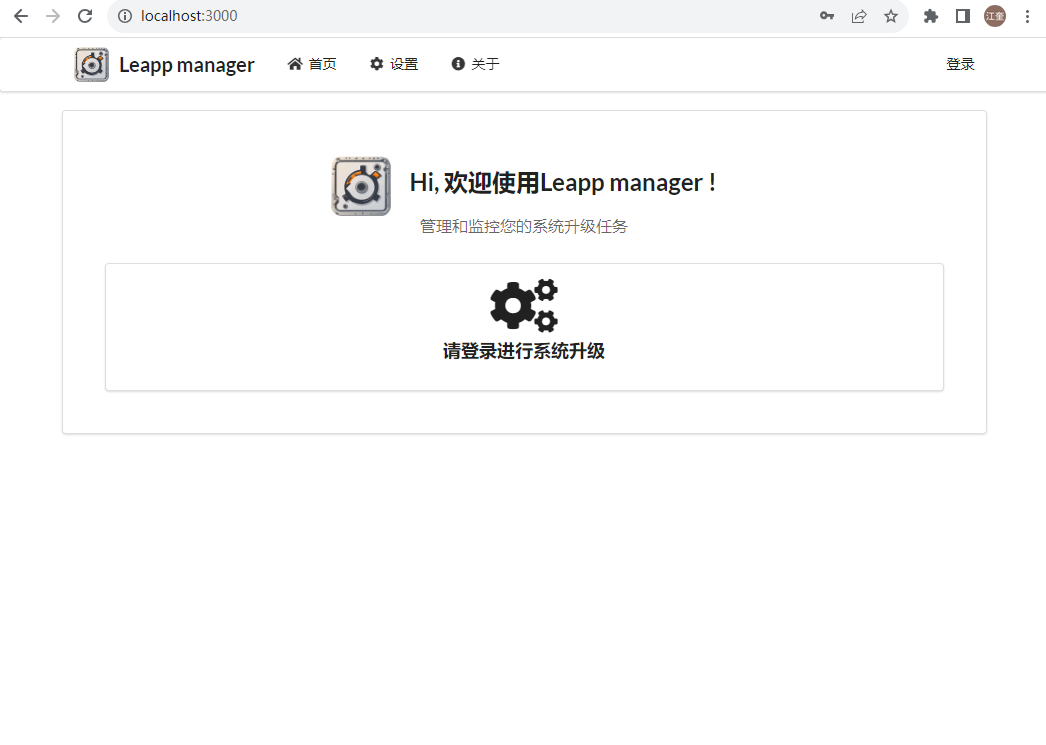 localhost:3000
江奎
Leapp manager 首页 设置 关于 登录
Hi, 欢迎使用Leapp manager !
管理和监控您的系统升级任务
请登录进行系统升级